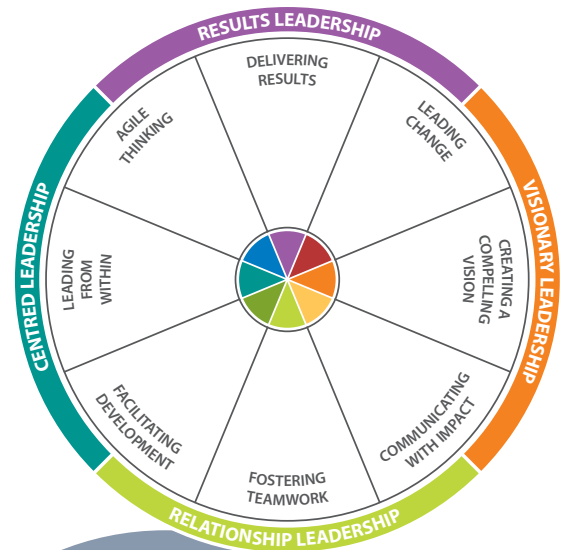 RESULTS LEADERSHIP
DELIVERING
RESULTS
LEADING
CHANGE
AGILE
THINKING
VISIONARY LEADERSHIP
CREATING A
COMPELLING
VISION
CENTRED LEADERSHIP
LEADING
FROM
WITHIN
COMMUNICATING
WITH IMPACT
FACILITATING
DEVELOPMENT
FOSTERING
TEAMWORK
RELATIONSHIP LEADERSHIP